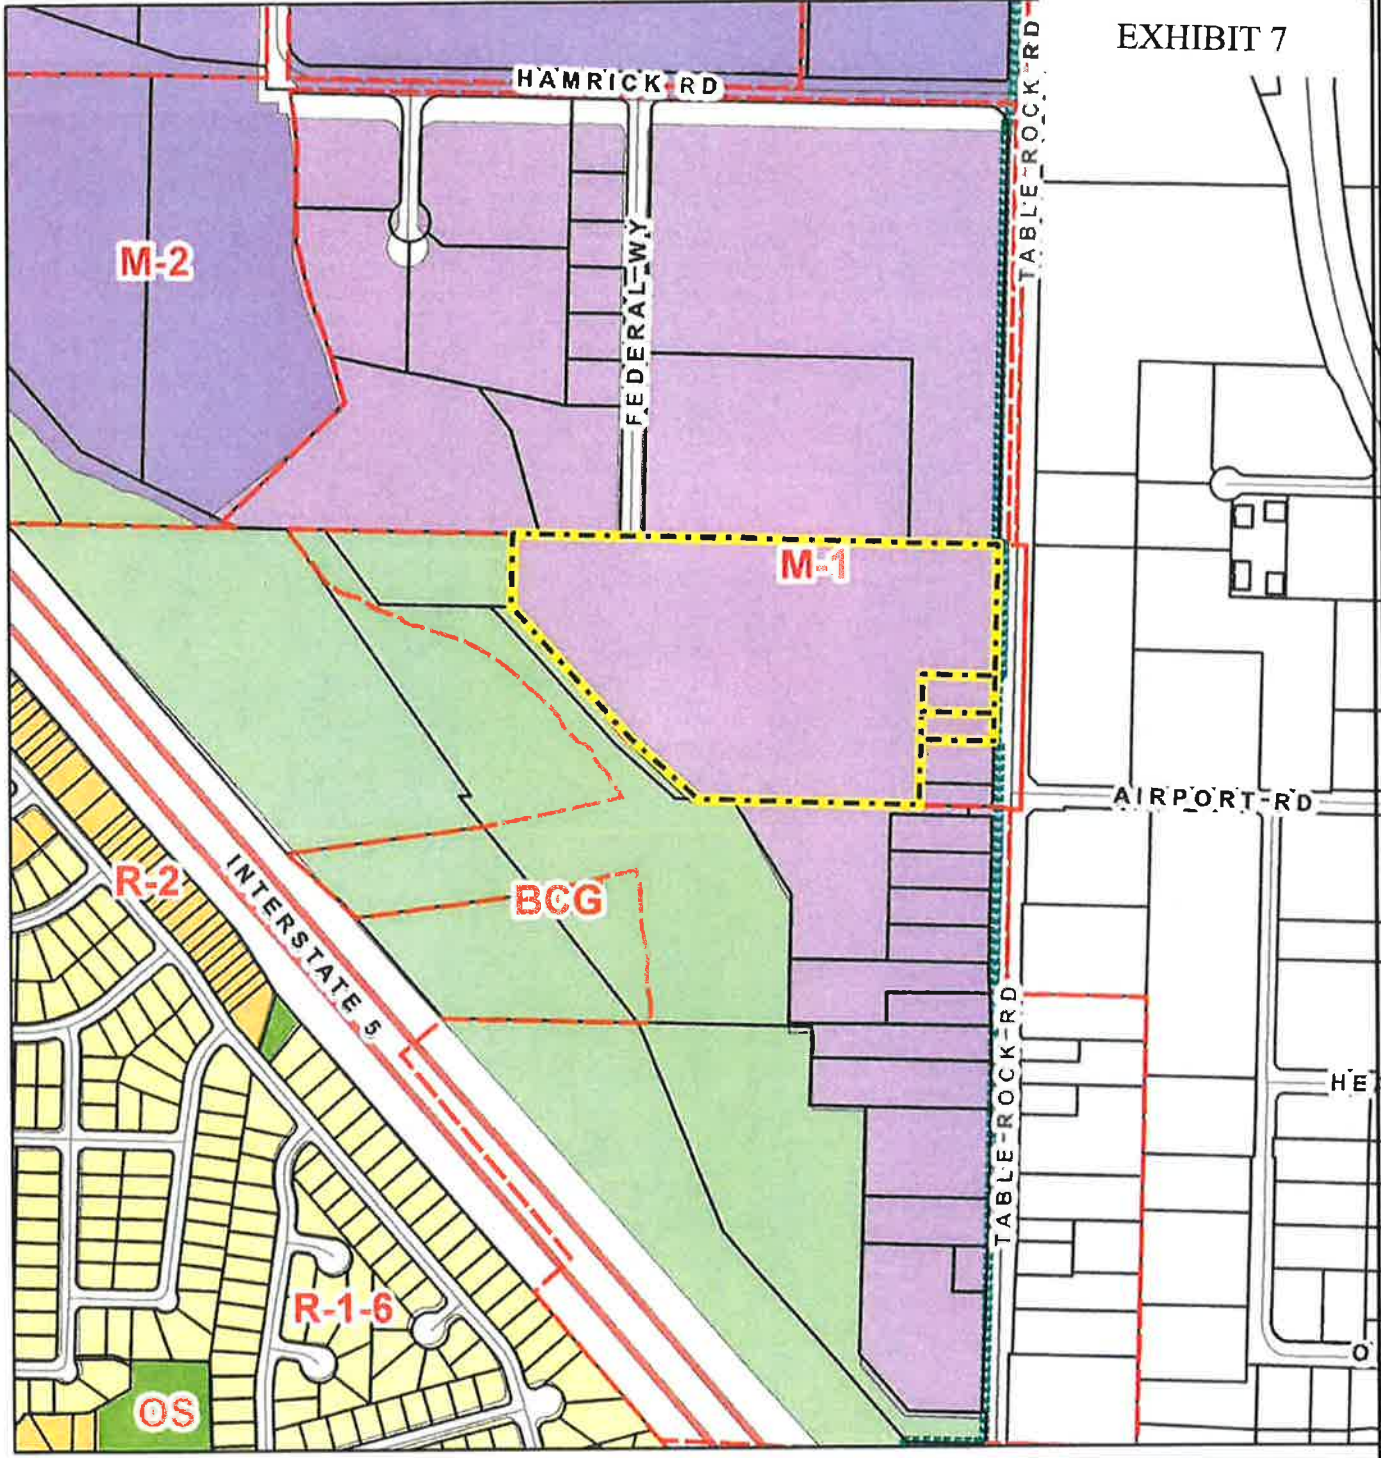 EXHIBIT 7
HAMRICK RD
TABLE ROCK RD
M-2
FEDERAL WY
M-1
AIRPORT RD
R-2
INTERSTATE 5
BCG
TABLE ROCK RD
HE
R-1-6
O
OS